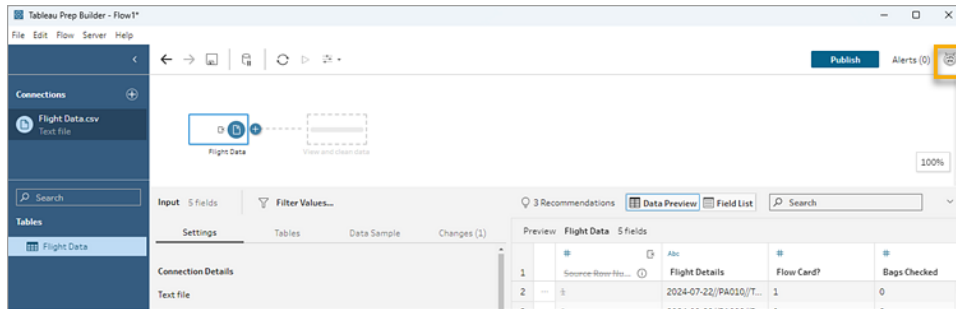 Tableau Prep Builder - Flow1*
File Edit Flow Server Help
Publish Alerts (0)
Connections
Flight Data.csv
Text file
Flight Data
View and clean data
100%
Search
Input 5 fields Filter Values... 3 Recommendations Data Preview Field List Search
Tables
Settings Tables Data Sample Changes (1) Preview Flight Data 5 fields
Flight Data
# Abc # #
Connection Details
1 Source Row Nu... Flight Details Flow Card? Bags Checked
Text file
2 ... 1 2024-07-22//PA010//T... 1 0